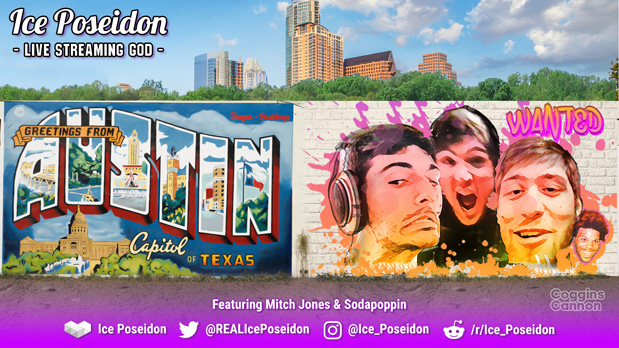 Ice Poseidon
- LIVE STREAMING GOD -
GREETINGS FROM
AUSTIN
Capitol
OF TEXAS
WANTED
Featuring Mitch Jones & Sodapoppin
Coggins
Cannon
Ice Poseidon
@REALIcePoseidon
@Ice_Poseidon
/r/Ice_Poseidon